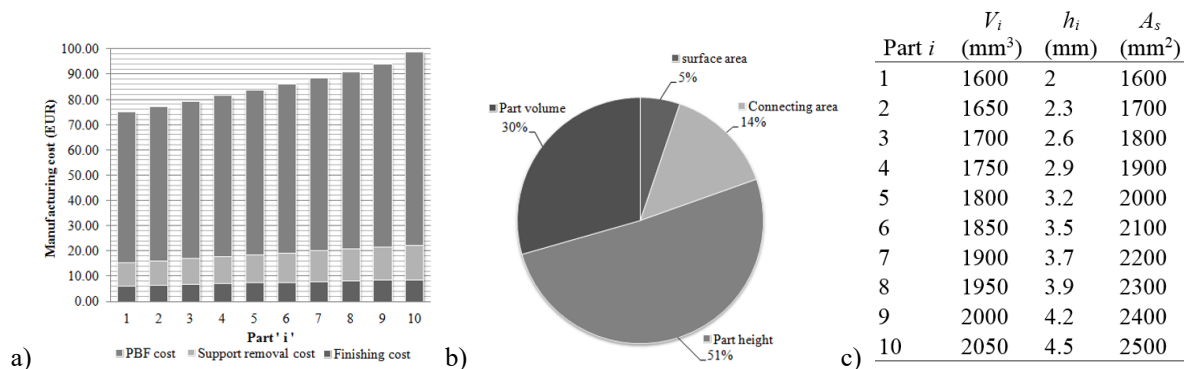 100.00
90.00
80.00
70.00
60.00
50.00
40.00
30.00
20.00
10.00
0.00
Manufacturing cost (EUR)
1 2 3 4 5 6 7 8 9 10
Part ' i '
PBF cost Support removal cost Finishing cost
a)
surface area
5%
Connecting area
14%
Part volume
30%
Part height
51%
b)
Vi hi As
Part i (mm³) (mm) (mm²)
1 1600 2 1600
2 1650 2.3 1700
3 1700 2.6 1800
4 1750 2.9 1900
5 1800 3.2 2000
6 1850 3.5 2100
7 1900 3.7 2200
8 1950 3.9 2300
9 2000 4.2 2400
10 2050 4.5 2500
c)